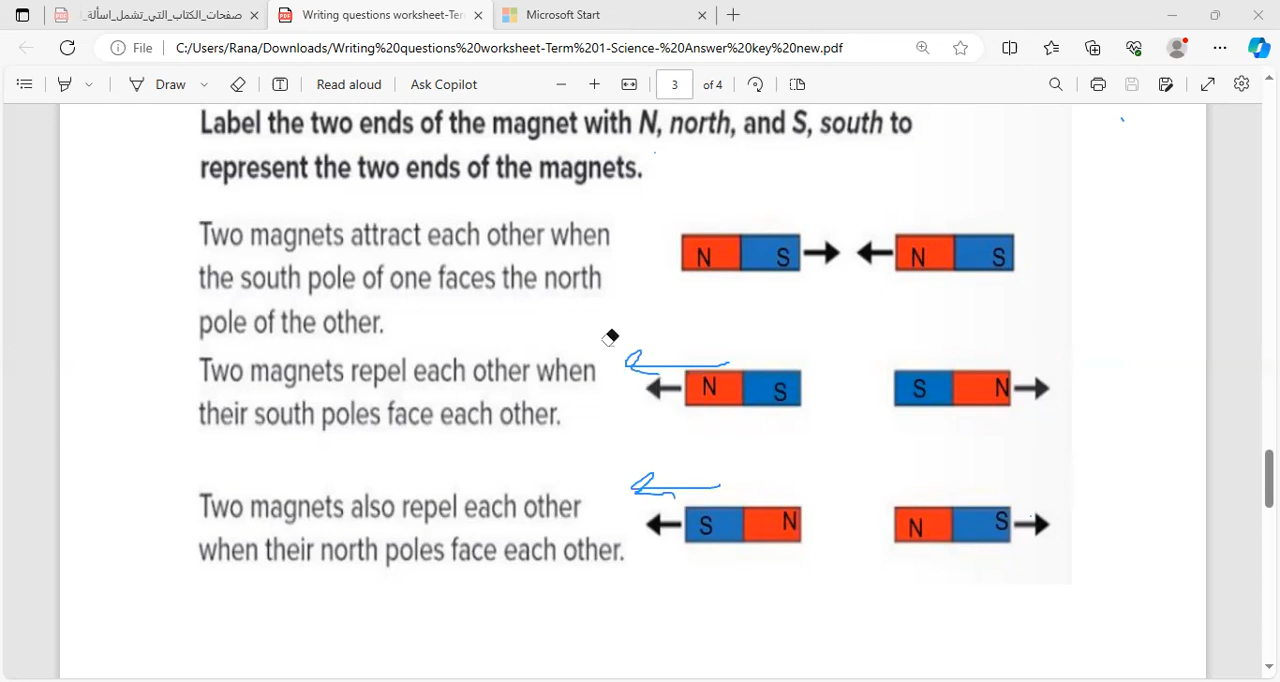 صفحات_الكتاب_التي_تشمل_اسألة_ا
Writing questions worksheet-Ter
Microsoft Start
File
C:/Users/Rana/Downloads/Writing%20questions%20worksheet-Term%201-Science-%20Answer%20key%20new.pdf
Draw
Read aloud
Ask Copilot
3
of 4
Label the two ends of the magnet with N, north, and S, south to
represent the two ends of the magnets.
Two magnets attract each other when
the south pole of one faces the north
pole of the other.
N S N S
Two magnets repel each other when
their south poles face each other.
N S S N
Two magnets also repel each other
when their north poles face each other.
S N N S